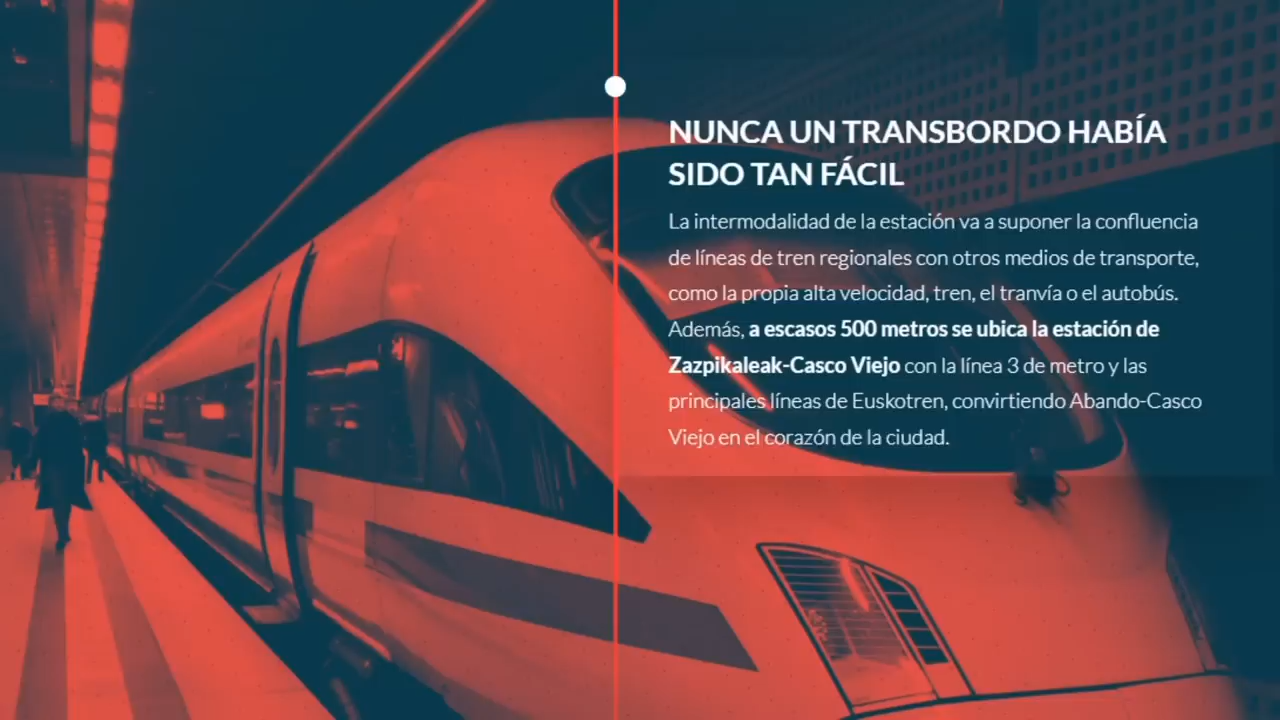 NUNCA UN TRANSBORDO HABÍA
SIDO TAN FÁCIL
La intermodalidad de la estación va a suponer la confluencia
de líneas de tren regionales con otros medios de transporte,
como la propia alta velocidad, tren, el tranvía o el autobús.
Además, a escasos 500 metros se ubica la estación de
Zazpikaleak-Casco Viejo con la línea 3 de metro y las
principales líneas de Euskotren, convirtiendo Abando-Casco
Viejo en el corazón de la ciudad.